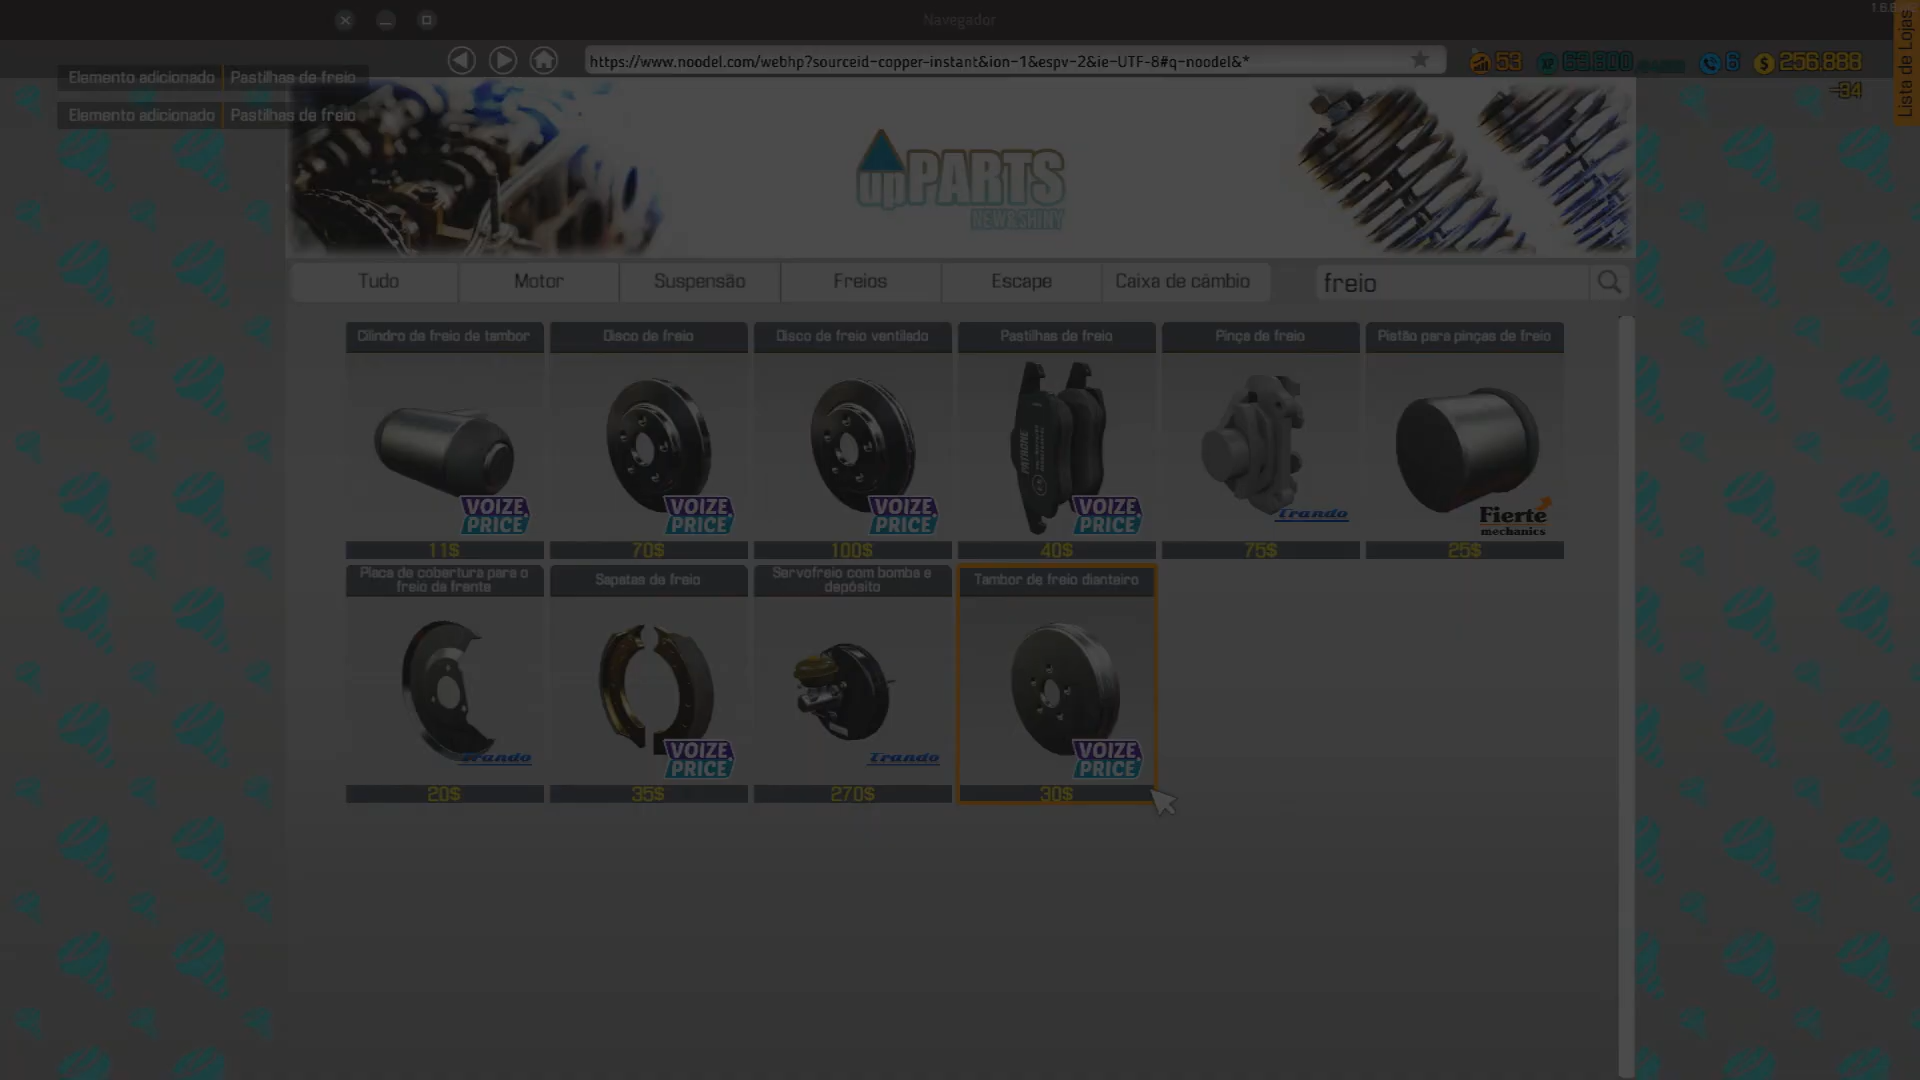 Navegador
https://www.noodel.com/webhp?sourceid-copper-instant&ion-1&espv-2&ie-UTF-8#q-noodel&*
53
6
256,888
-34
Lista de Lojas
Elemento adicionado Pastilhas de freio
Elemento adicionado Pastilhas de freio
upPARTS
NEW&SHINY
Tudo Motor Suspensão Freios Escape Caixa de câmbio freio
Cilindro de freio de tambor
VOIZE PRICE
11$
Disco de freio
VOIZE PRICE
70$
Disco de freio ventilado
VOIZE PRICE
100$
Pastilhas de freio
VOIZE PRICE
40$
Pinça de freio
Trando
75$
Pistão para pinças de freio
Fierte
mechanics
25$
Placa de cobertura para o
freio da frente
Trando
20$
Sapatas de freio
VOIZE PRICE
35$
Servofreio com bomba e
depósito
Trando
270$
Tambor de freio dianteiro
VOIZE PRICE
30$